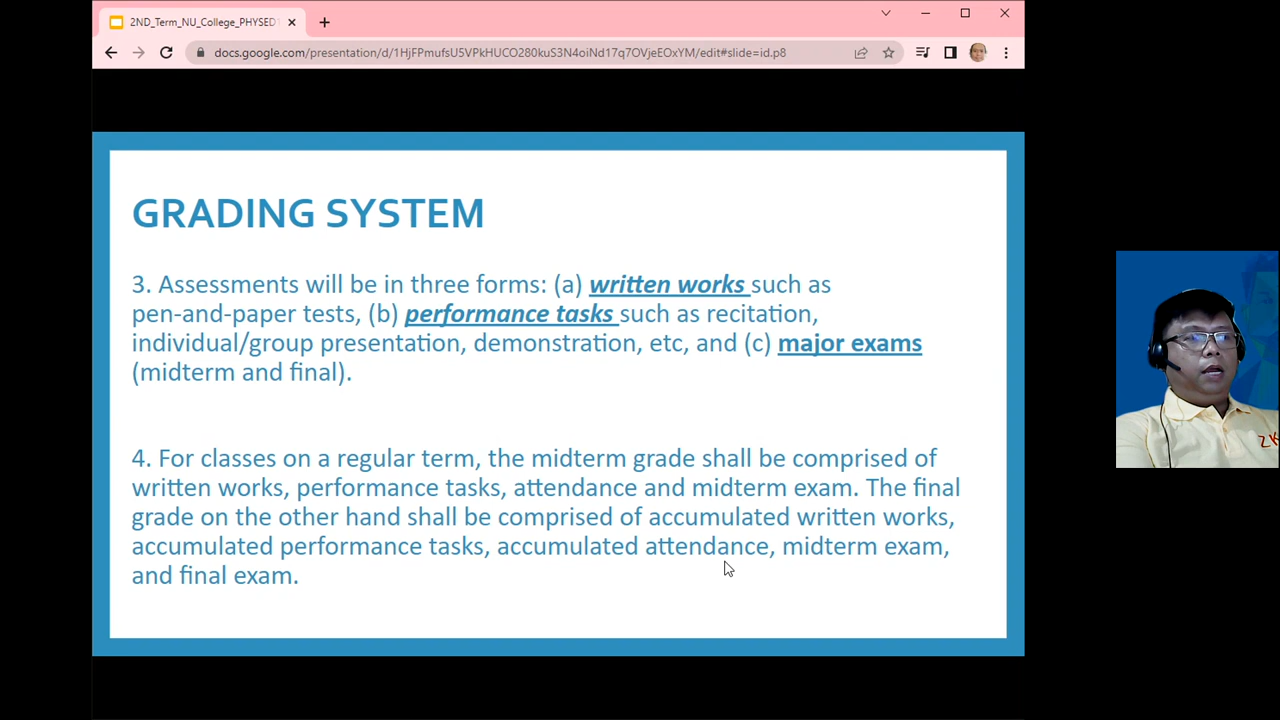 2ND_Term_NU_College_PHYSED
docs.google.com/presentation/d/1HjFPmufsU5VPkHUCO280kuS3N4oiNd17q7OVjeEOxYM/edit#slide=id.p8
GRADING SYSTEM
3. Assessments will be in three forms: (a) written works such as
pen-and-paper tests, (b) performance tasks such as recitation,
individual/group presentation, demonstration, etc, and (c) major exams
(midterm and final).
4. For classes on a regular term, the midterm grade shall be comprised of
written works, performance tasks, attendance and midterm exam. The final
grade on the other hand shall be comprised of accumulated written works,
accumulated performance tasks, accumulated attendance, midterm exam,
and final exam.